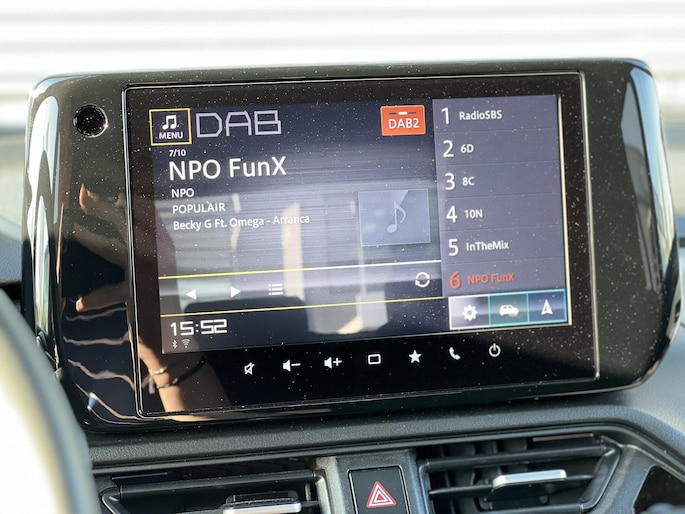 MENU
DAB
DAB2
7/10
NPO FunX
NPO
POPULAIR
Becky G Ft. Omega - Arranca
1 RadioSBS
2 6D
3 8C
4 10N
5 InTheMix
6 NPO FunX
15:52